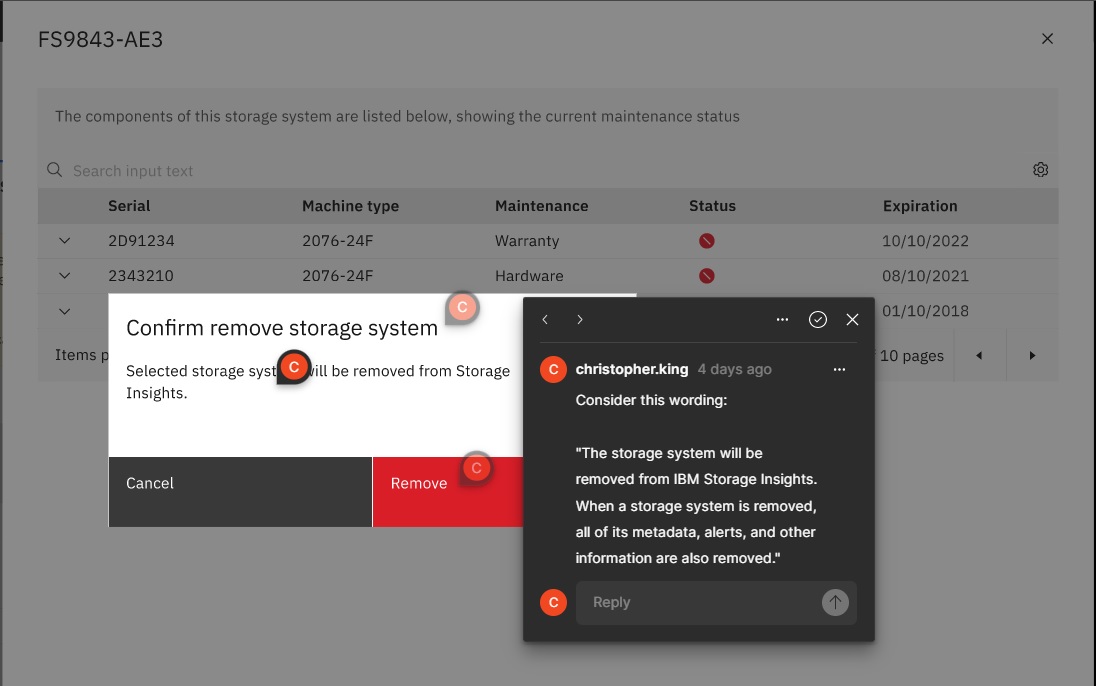 FS9843-AE3
The components of this storage system are listed below, showing the current maintenance status
Search input text
Serial Machine type Maintenance Status Expiration
2D91234 2076-24F Warranty 10/10/2022
2343210 2076-24F Hardware 08/10/2021
01/10/2018
Items p
10 pages
Confirm remove storage system
C
Selected storage syst
C
will be removed from Storage
Insights.
Cancel
Remove
C
C
christopher.king 4 days ago
Consider this wording:
"The storage system will be
removed from IBM Storage Insights.
When a storage system is removed,
all of its metadata, alerts, and other
information are also removed."
C
Reply